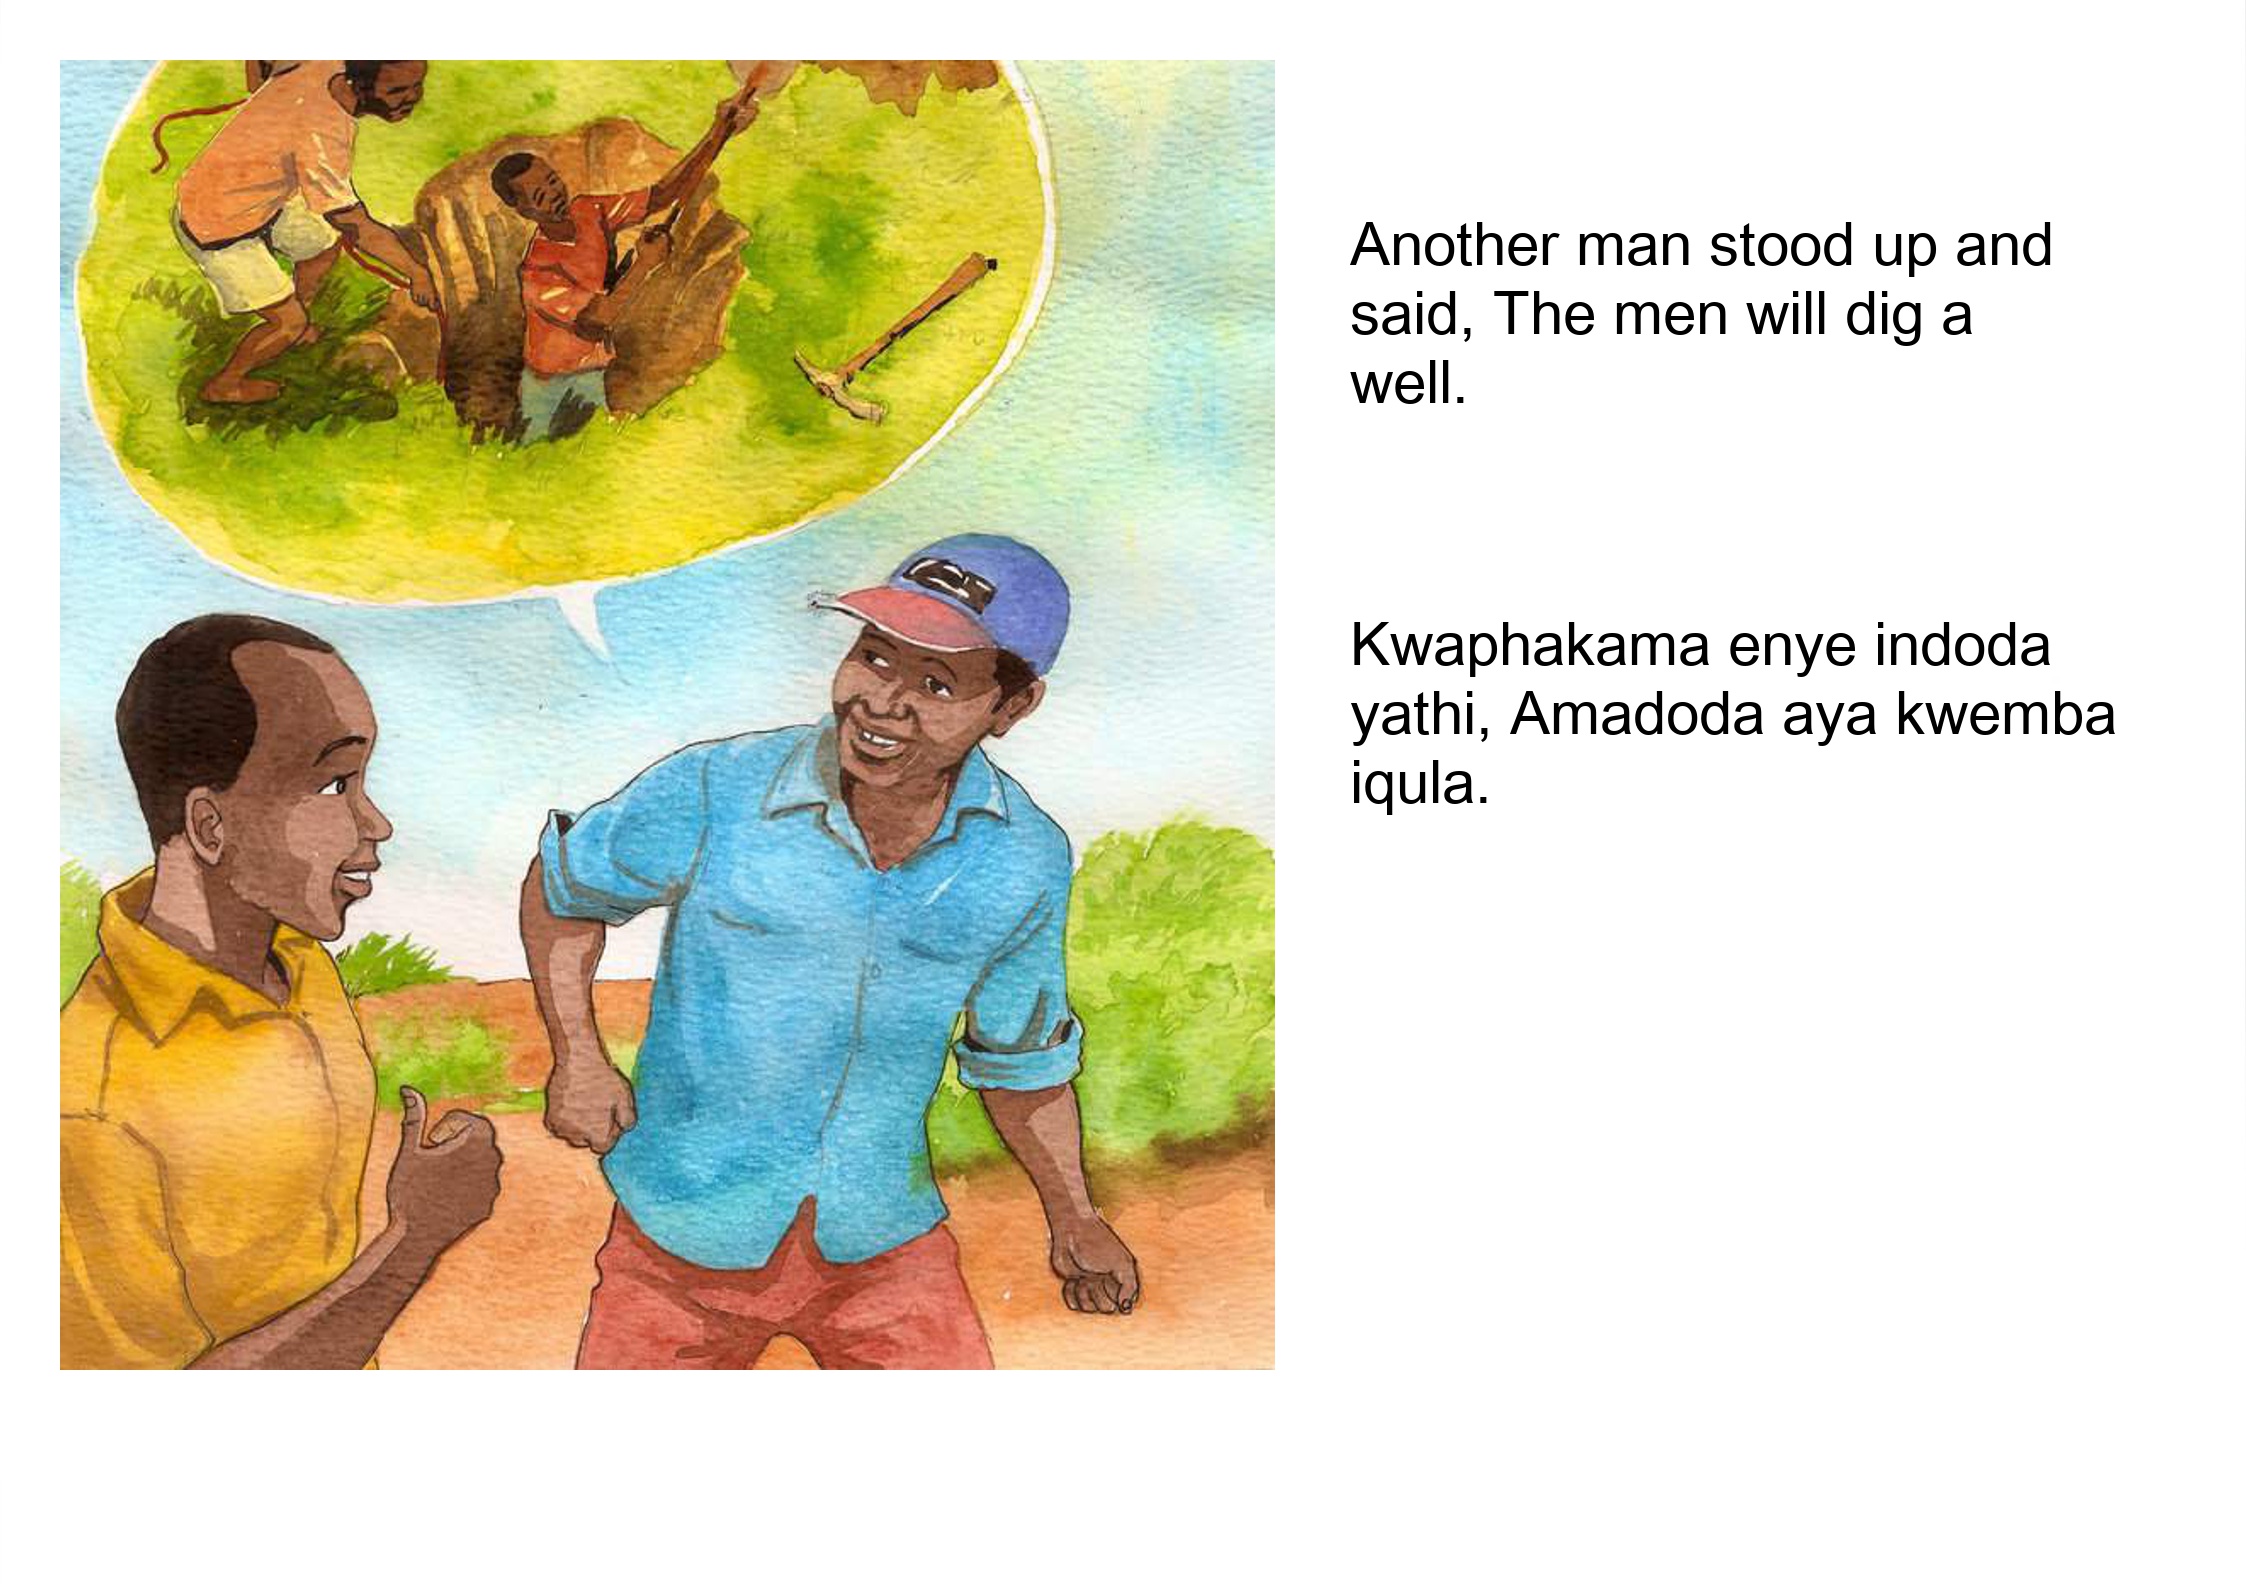 Another man stood up and
said, The men will dig a
well.
Kwaphakama enye indoda
yathi, Amadoda aya kwemba
iqula.